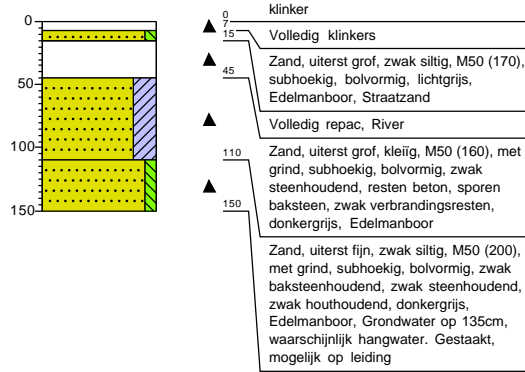 0
50
100
150
0
7
15
45
110
150
klinker
Volledig klinkers
Zand, uiterst grof, zwak siltig, M50 (170),
subhoekig, bolvormig, lichtgrijs,
Edelmanboor, Straatzand
Volledig repac, River
Zand, uiterst grof, kleiïg, M50 (160), met
grind, subhoekig, bolvormig, zwak
steenhoudend, resten beton, sporen
baksteen, zwak verbrandingsresten,
donkergrijs, Edelmanboor
Zand, uiterst fijn, zwak siltig, M50 (200),
met grind, subhoekig, bolvormig, zwak
baksteenhoudend, zwak steenhoudend,
zwak houthoudend, donkergrijs,
Edelmanboor, Grondwater op 135cm,
waarschijnlijk hangwater. Gestaakt,
mogelijk op leiding